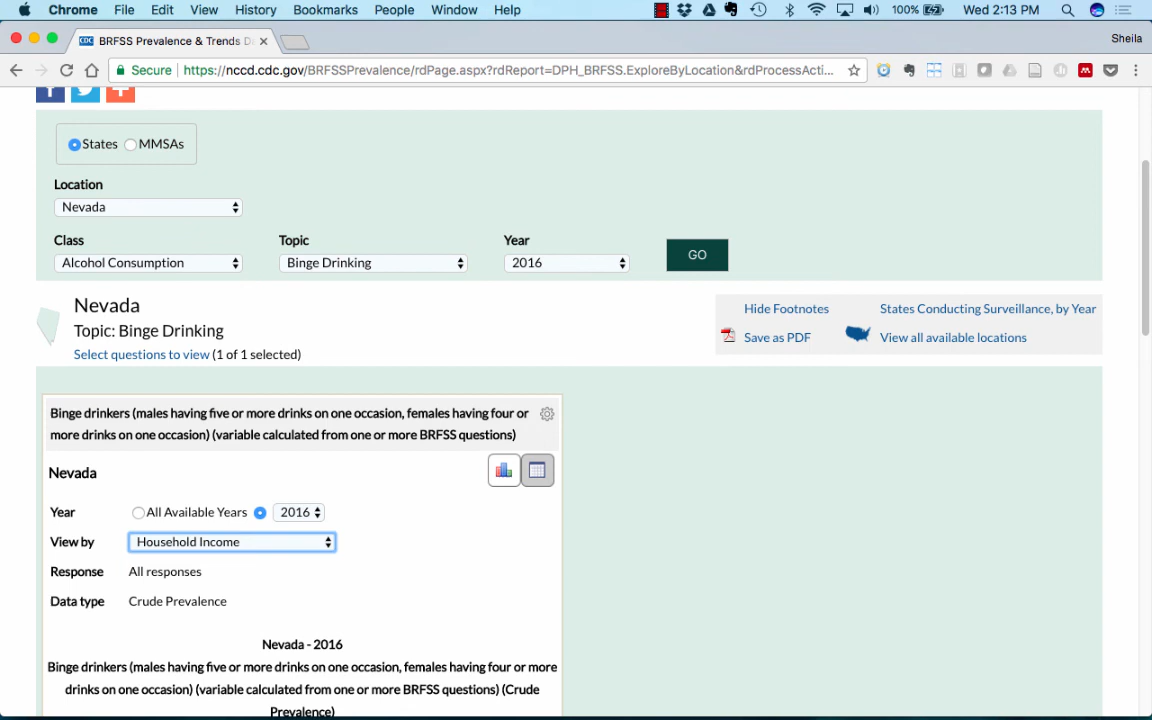 Chrome File Edit View History Bookmarks People Window Help 100% Wed 2:13 PM
CDC BRFSS Prevalence & Trends D Sheila
Secure https://nccd.cdc.gov/BRFSSPrevalence/rdPage.aspx?rdReport=DPH_BRFSS.ExploreByLocation&rdProcessActi...
States MMSAs
Location
Nevada
Class Topic Year
Alcohol Consumption Binge Drinking 2016 GO
Nevada
Topic: Binge Drinking
Select questions to view (1 of 1 selected)
Hide Footnotes States Conducting Surveillance, by Year
Save as PDF View all available locations
Binge drinkers (males having five or more drinks on one occasion, females having four or
more drinks on one occasion) (variable calculated from one or more BRFSS questions)
Nevada
Year All Available Years 2016
View by Household Income
Response All responses
Data type Crude Prevalence
Nevada - 2016
Binge drinkers (males having five or more drinks on one occasion, females having four or more
drinks on one occasion) (variable calculated from one or more BRFSS questions) (Crude
Prevalence)